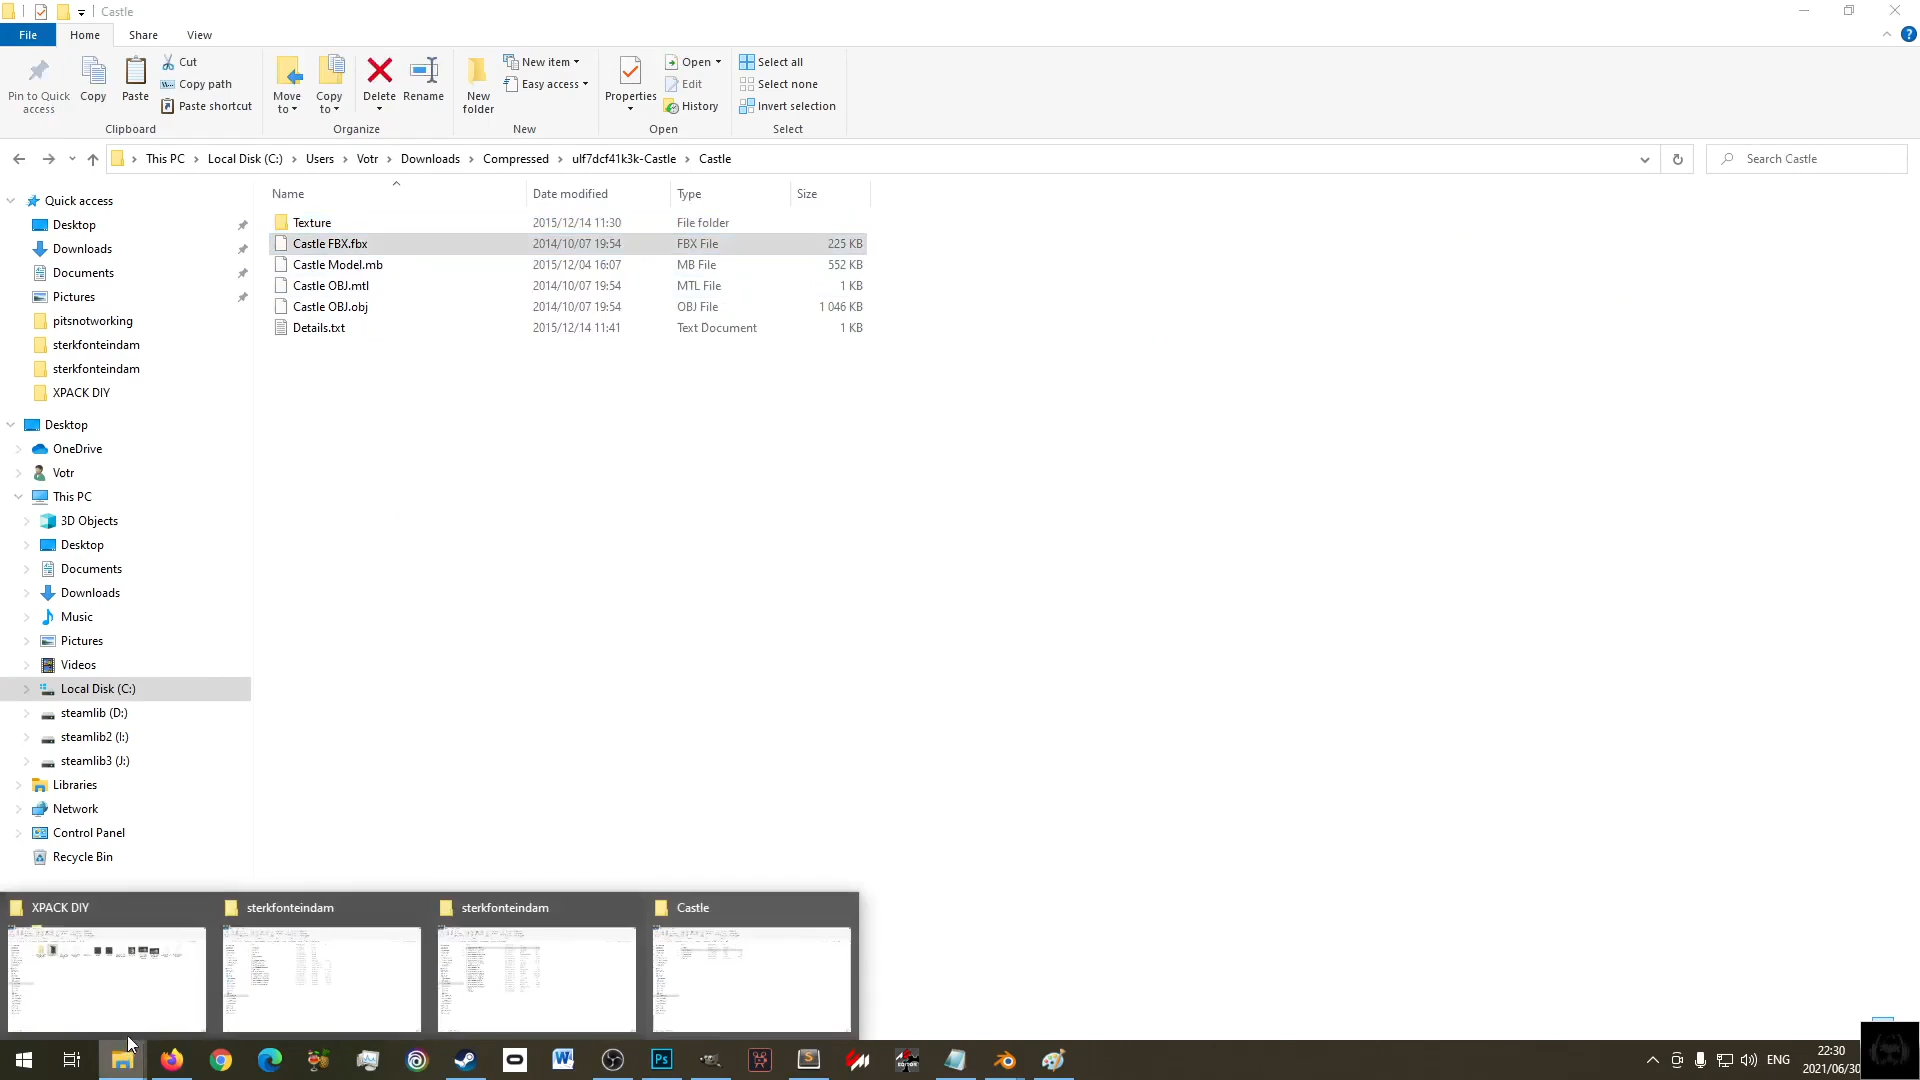 Castle
File
Home
Share
View
Pin to Quick access
Copy
Paste
Cut
Copy path
Paste shortcut
Clipboard
Move to
Copy to
Delete
Rename
Organize
New folder
New item
Easy access
New
Properties
Open
Edit
History
Open
Select all
Select none
Invert selection
Select
This PC
Local Disk (C:)
Users
Votr
Downloads
Compressed
ulf7dcf41k3k-Castle
Castle
Search Castle
Name
Date modified
Type
Size
Texture 2015/12/14 11:30 File folder
Castle FBX.fbx 2014/10/07 19:54 FBX File 225 KB
Castle Model.mb 2015/12/04 16:07 MB File 552 KB
Castle OBJ.mtl 2014/10/07 19:54 MTL File 1 KB
Castle OBJ.obj 2014/10/07 19:54 OBJ File 1 046 KB
Details.txt 2015/12/14 11:41 Text Document 1 KB
Quick access
Desktop
Downloads
Documents
Pictures
pitsnotworking
sterkfonteindam
sterkfonteindam
XPACK DIY
Desktop
OneDrive
Votr
This PC
3D Objects
Desktop
Documents
Downloads
Music
Pictures
Videos
Local Disk (C:)
steamlib (D:)
steamlib2 (I:)
steamlib3 (J:)
Libraries
Network
Control Panel
Recycle Bin
XPACK DIY
sterkfonteindam
sterkfonteindam
Castle
ENG
22:30
2021/06/30